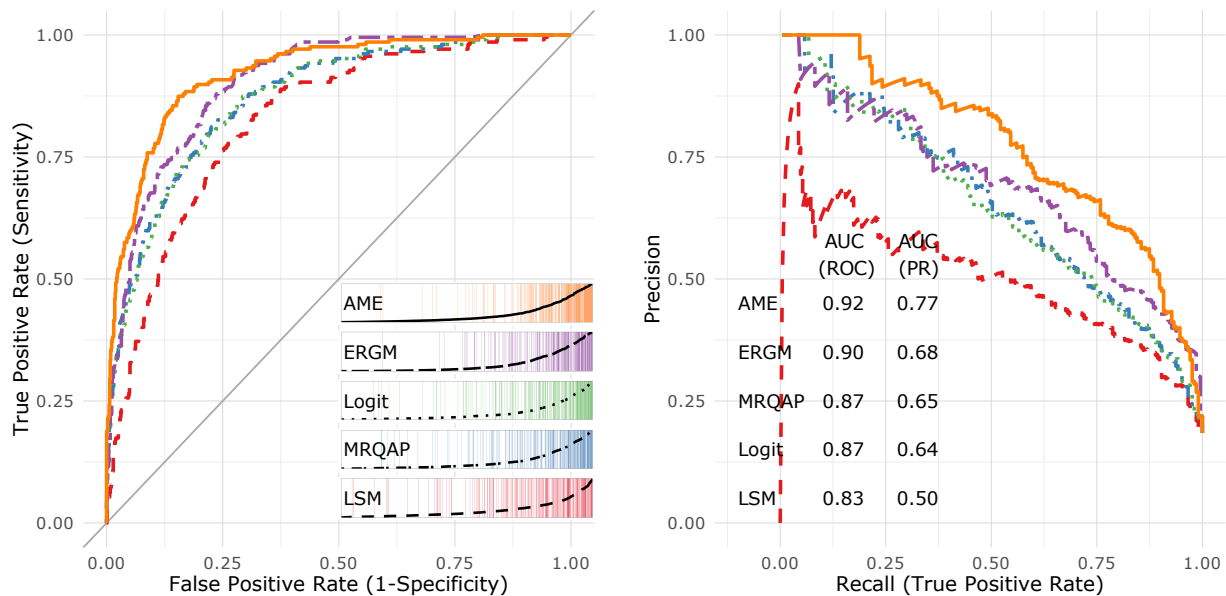 1.00
0.75
0.50
0.25
0.00
True Positive Rate (Sensitivity)
AME
ERGM
Logit
MRQAP
LSM
0.00 0.25 0.50 0.75 1.00
False Positive Rate (1-Specificity)
1.00
0.75
0.50
0.25
0.00
Precision
AUC AUC
(ROC) (PR)
AME 0.92 0.77
ERGM 0.90 0.68
MRQAP 0.87 0.65
Logit 0.87 0.64
LSM 0.83 0.50
0.00 0.25 0.50 0.75 1.00
Recall (True Positive Rate)